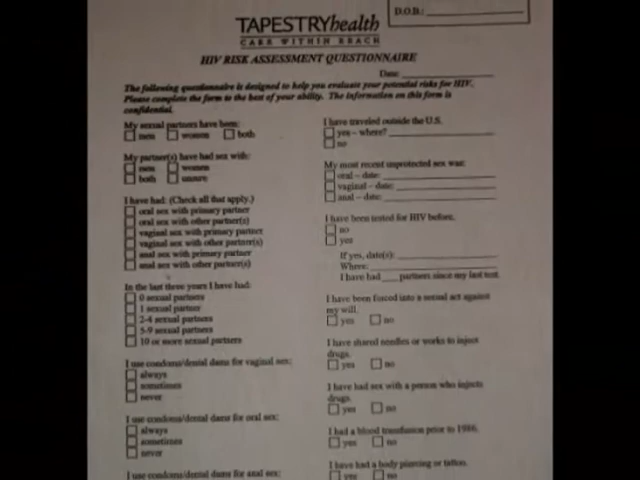 D.O.B.:
TAPESTRYhealth
CARE WITHIN REACH
HIV RISK ASSESSMENT QUESTIONNAIRE
Date:
The following questionnaire is designed to help you evaluate your potential risks for HIV.
Please complete the form to the best of your ability. The information on this form is
confidential.
My sexual partners have been:
men women both
My partner(s) have had sex with:
men women
both unsure
I have had: (Check all that apply.)
oral sex with primary partner
oral sex with other partner(s)
vaginal sex with primary partner
vaginal sex with other partner(s)
anal sex with primary partner
anal sex with other partner(s)
In the last three years I have had:
0 sexual partners
1 sexual partner
2-4 sexual partners
5-9 sexual partners
10 or more sexual partners
I use condoms/dental dams for vaginal sex:
always
sometimes
never
I use condoms/dental dams for oral sex:
always
sometimes
never
I use condoms/dental dams for anal sex:
I have traveled outside the U.S.
yes – where?
no
My most recent unprotected sex was:
oral – date:
vaginal – date:
anal – date:
I have been tested for HIV before.
no
yes
If yes, date(s):
Where:
I have had ___ partners since my last test.
I have been forced into a sexual act against
my will.
yes no
I have shared needles or works to inject
drugs.
yes no
I have had sex with a person who injects
drugs.
yes no
I had a blood transfusion prior to 1986.
yes no
I have had a body piercing or tattoo.
yes no